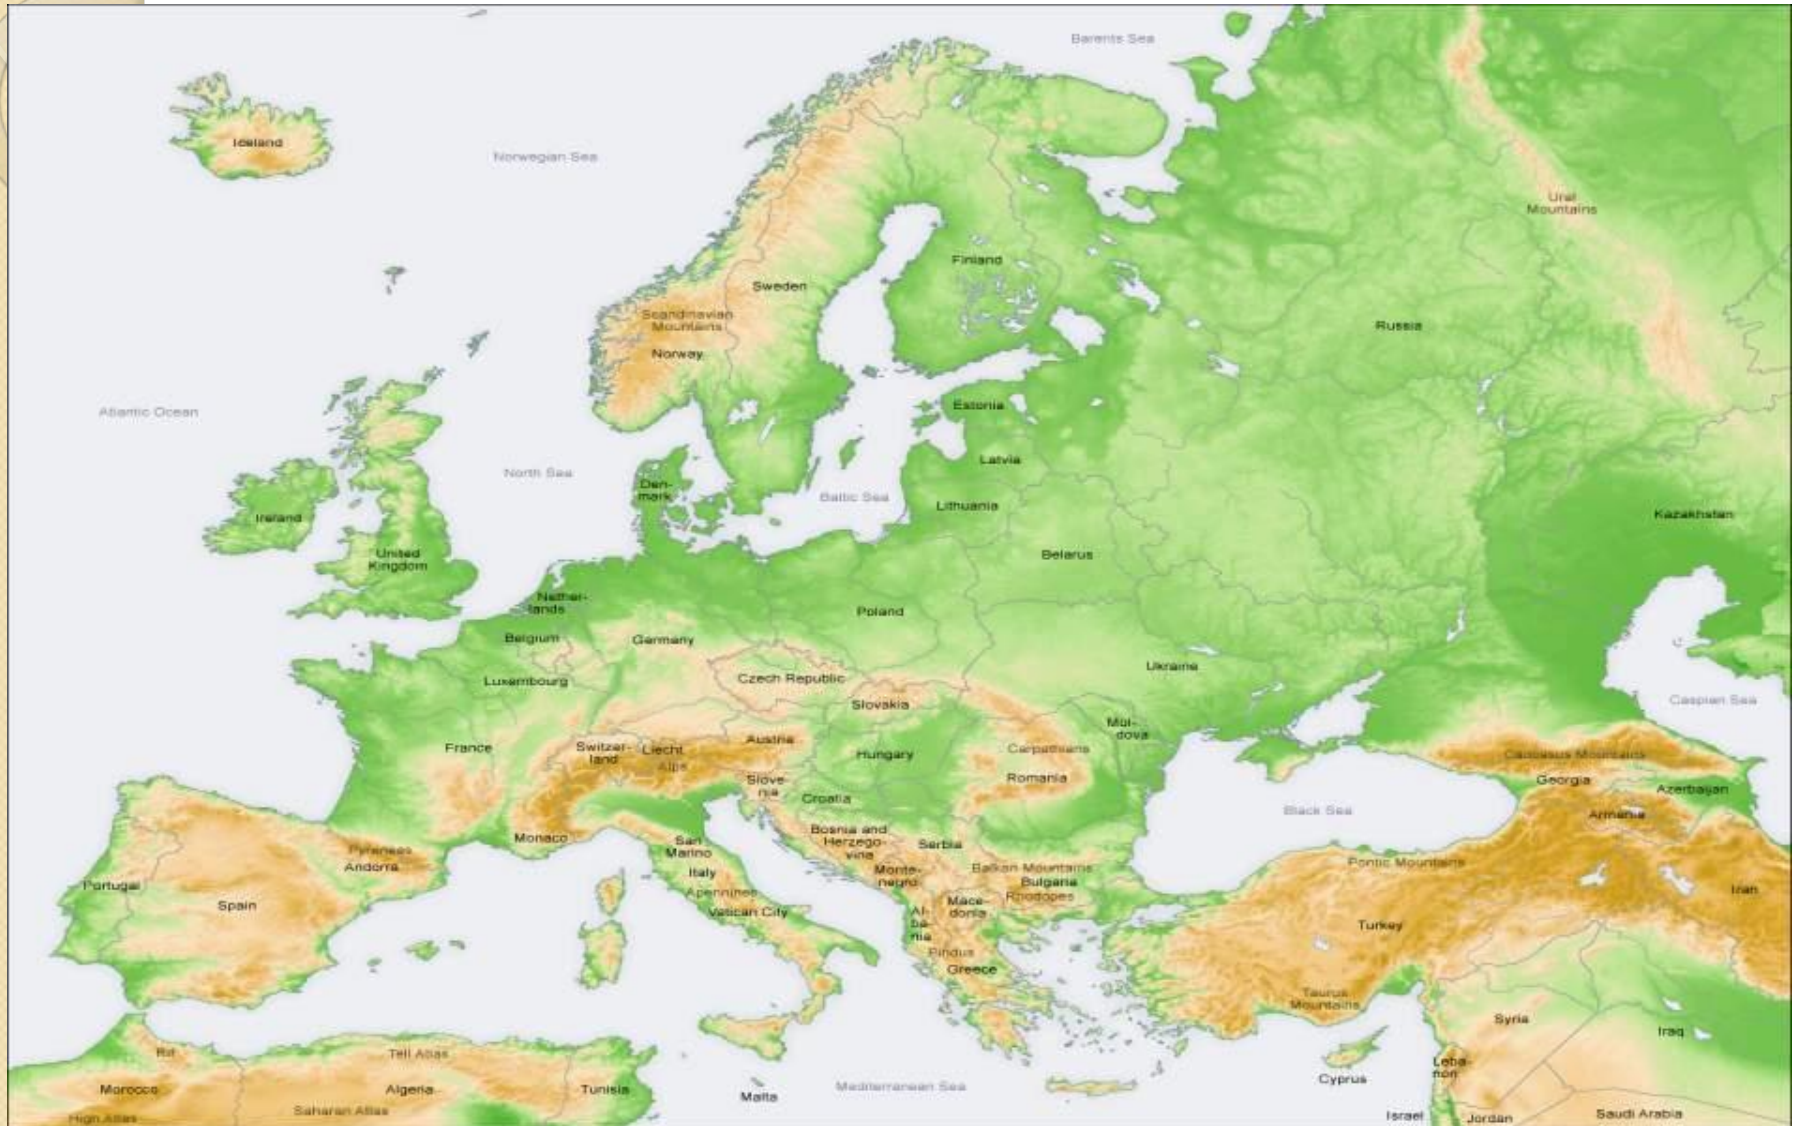 Barents Sea
Iceland
Norwegian Sea
Ural
Mountains
Finland
Sweden
Scandinavian
Mountains
Russia
Norway
Atlantic Ocean
Estonia
Latvia
North Sea
Den-
mark
Baltic Sea
Lithuania
Ireland
Kazakhstan
United
Kingdom
Belarus
Nether-
lands
Poland
Belgium
Germany
Ukraine
Luxembourg
Czech Republic
Slovakia
Caspian Sea
Mol-
dova
France
Switzer-
land
Liecht
Austria
Alps
Hungary
Carpathians
Caucasus Mountains
Slove-
nia
Romania
Georgia
Azerbaijan
Croatia
Black Sea
Armenia
Monaco
San
Marino
Bosnia and
Herzego-
vina
Serbia
Pyrenees
Andorra
Italy
Monte-
negro
Balkan Mountains
Bulgaria
Pontic Mountains
Portugal
Spain
Apennines
Vatican City
Al-
ba-
nia
Mace-
donia
Rhodopes
Iran
Turkey
Pindus
Greece
Taurus
Mountains
Syria
Iraq
Rif
Tell Atlas
Morocco
Algeria
Tunisia
Malta
Mediterranean Sea
Cyprus
Leba-
non
High Atlas
Saharan Atlas
Israel
Jordan
Saudi Arabia